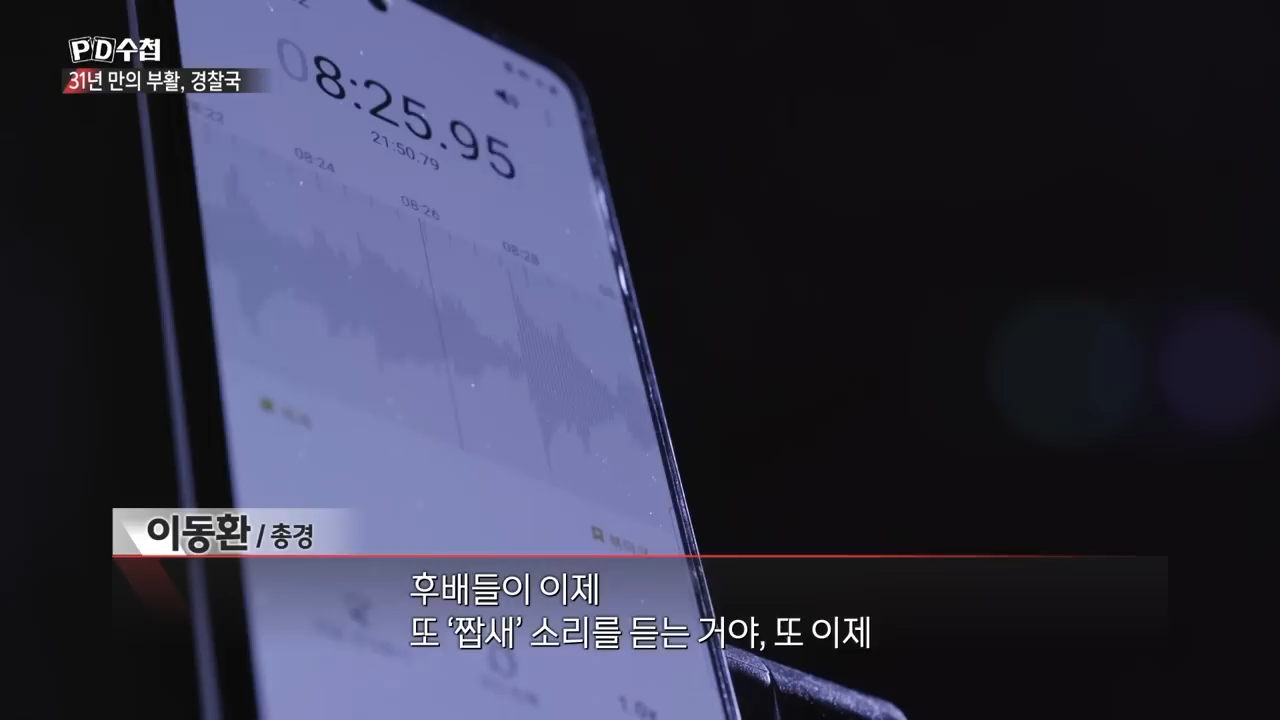 PD수첩
31년 만의 부활, 경찰국
08:25.95
21:50.79
08:24
08:26
08:28
이동환 / 총경
후배들이 이제
또 ‘짭새’ 소리를 듣는 거야, 또 이제